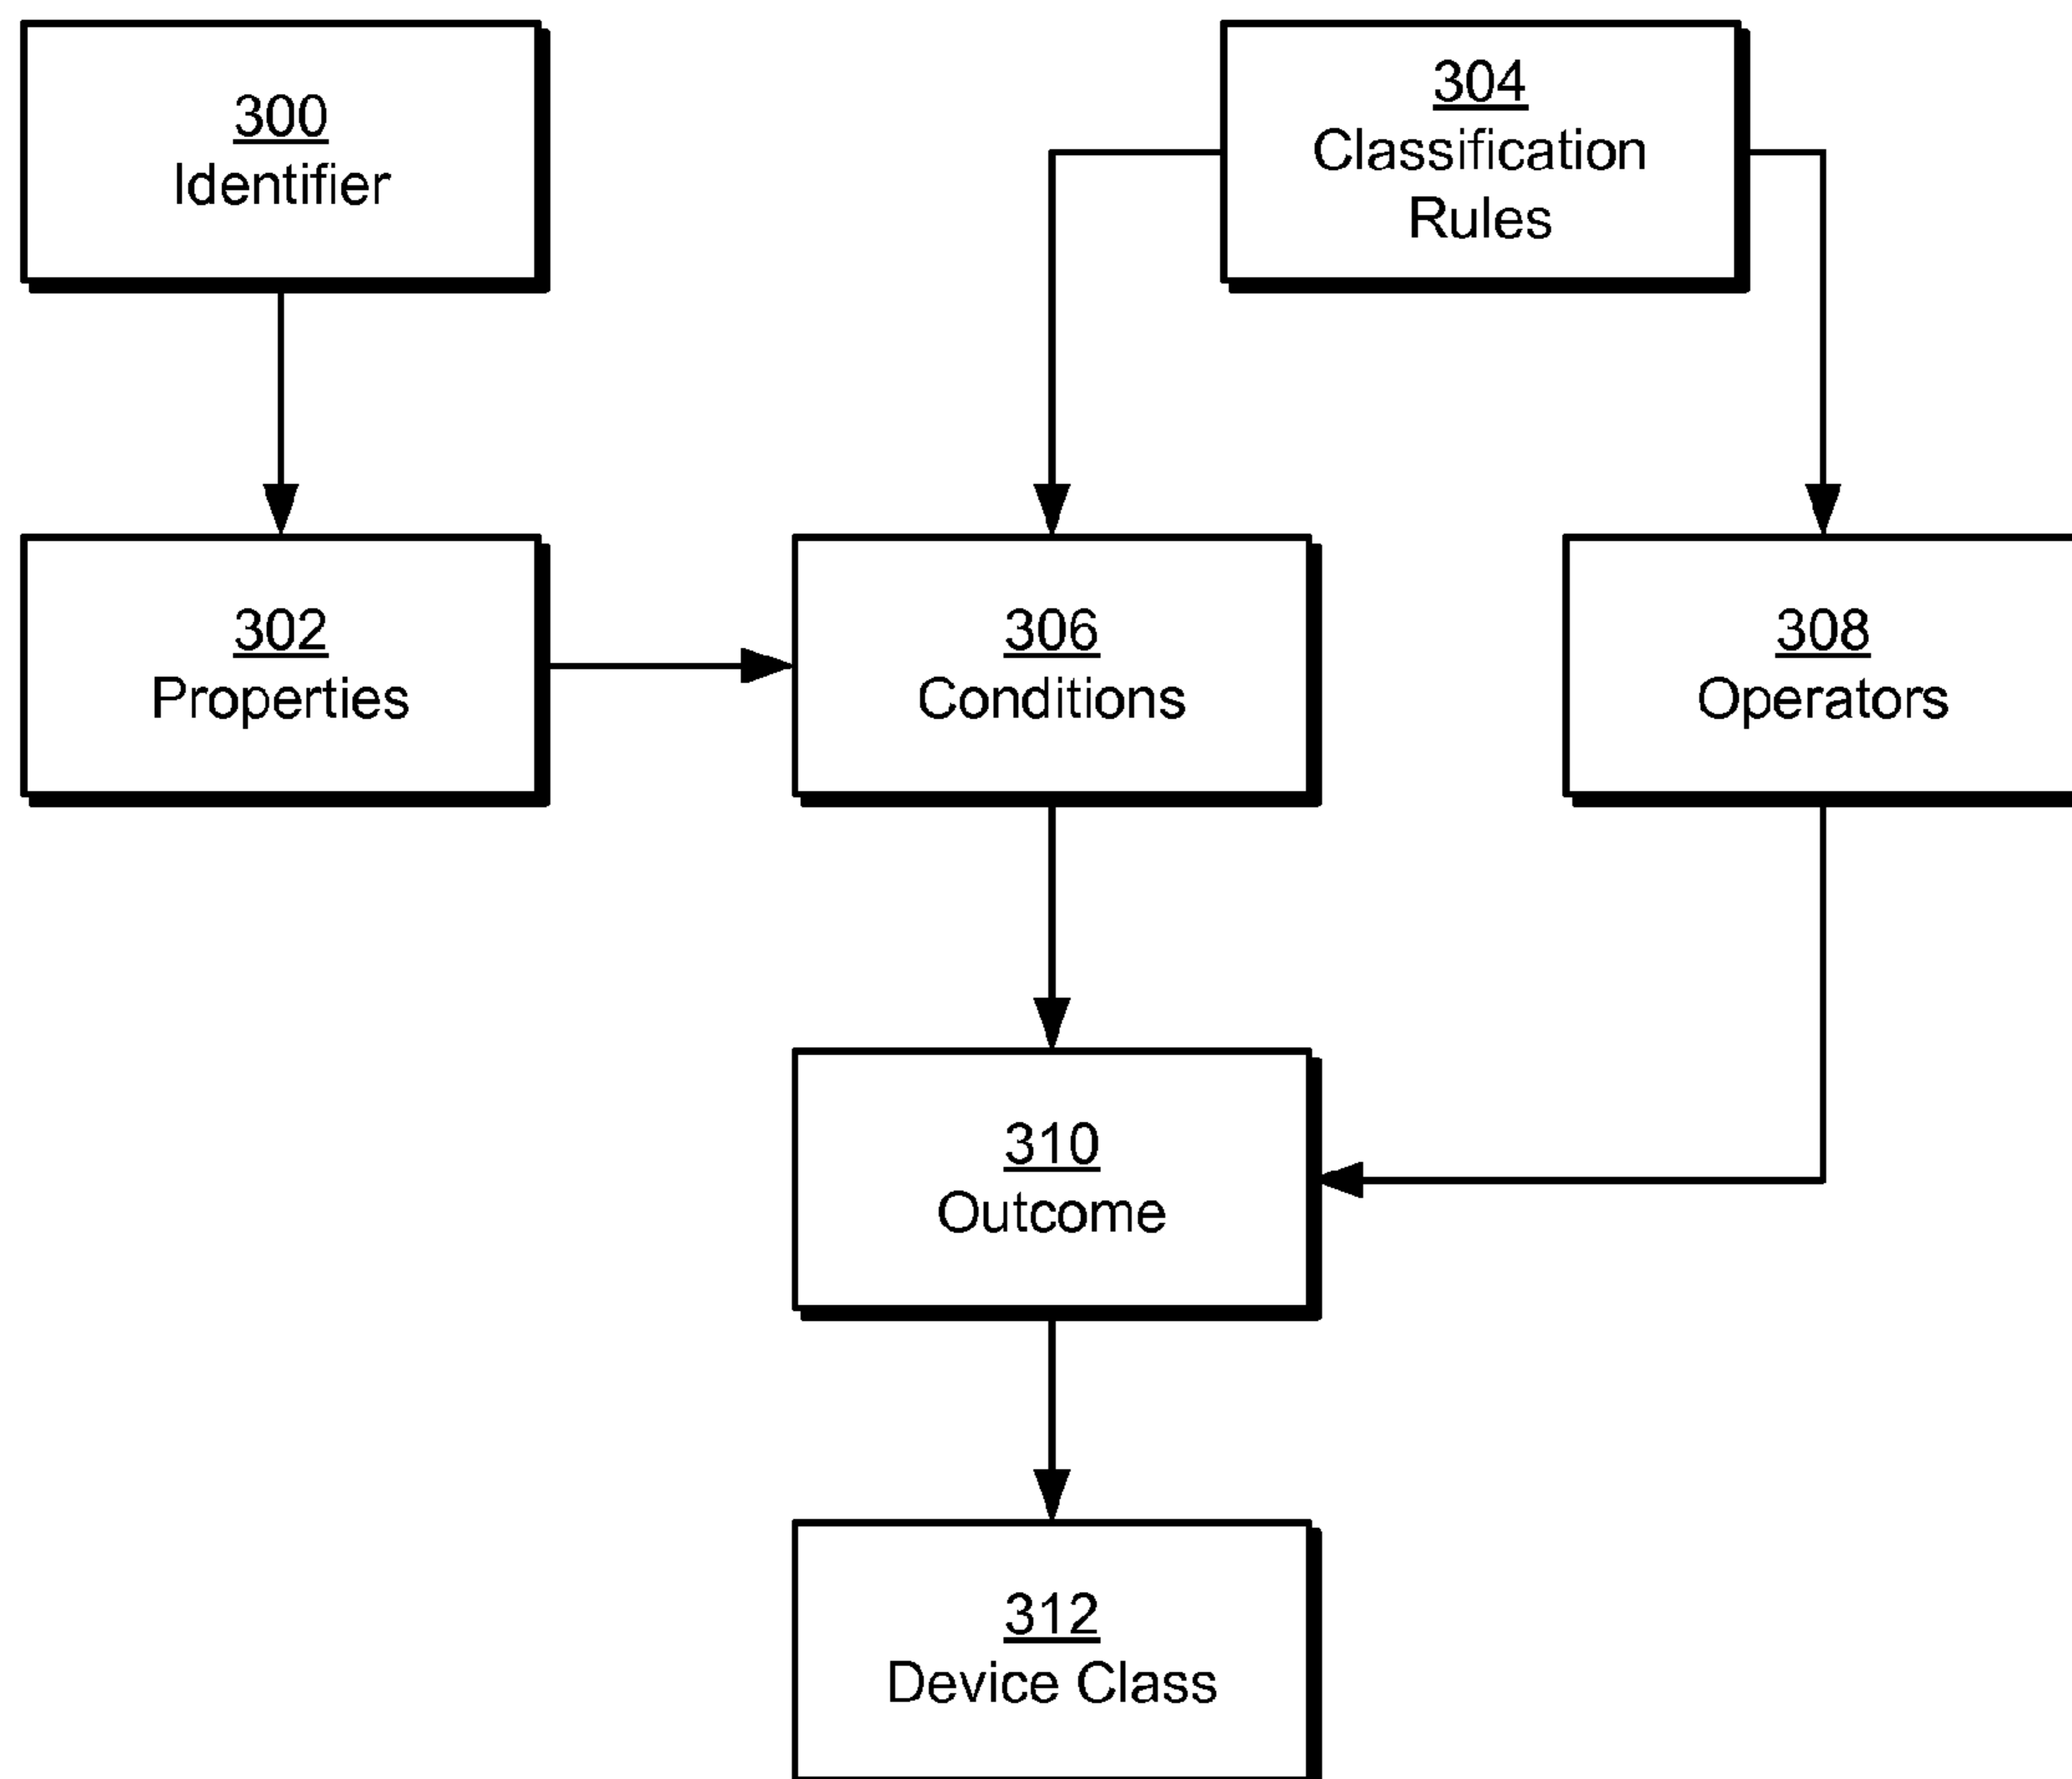 300
Identifier
304
Classification
Rules
302
Properties
306
Conditions
308
Operators
310
Outcome
312
Device Class